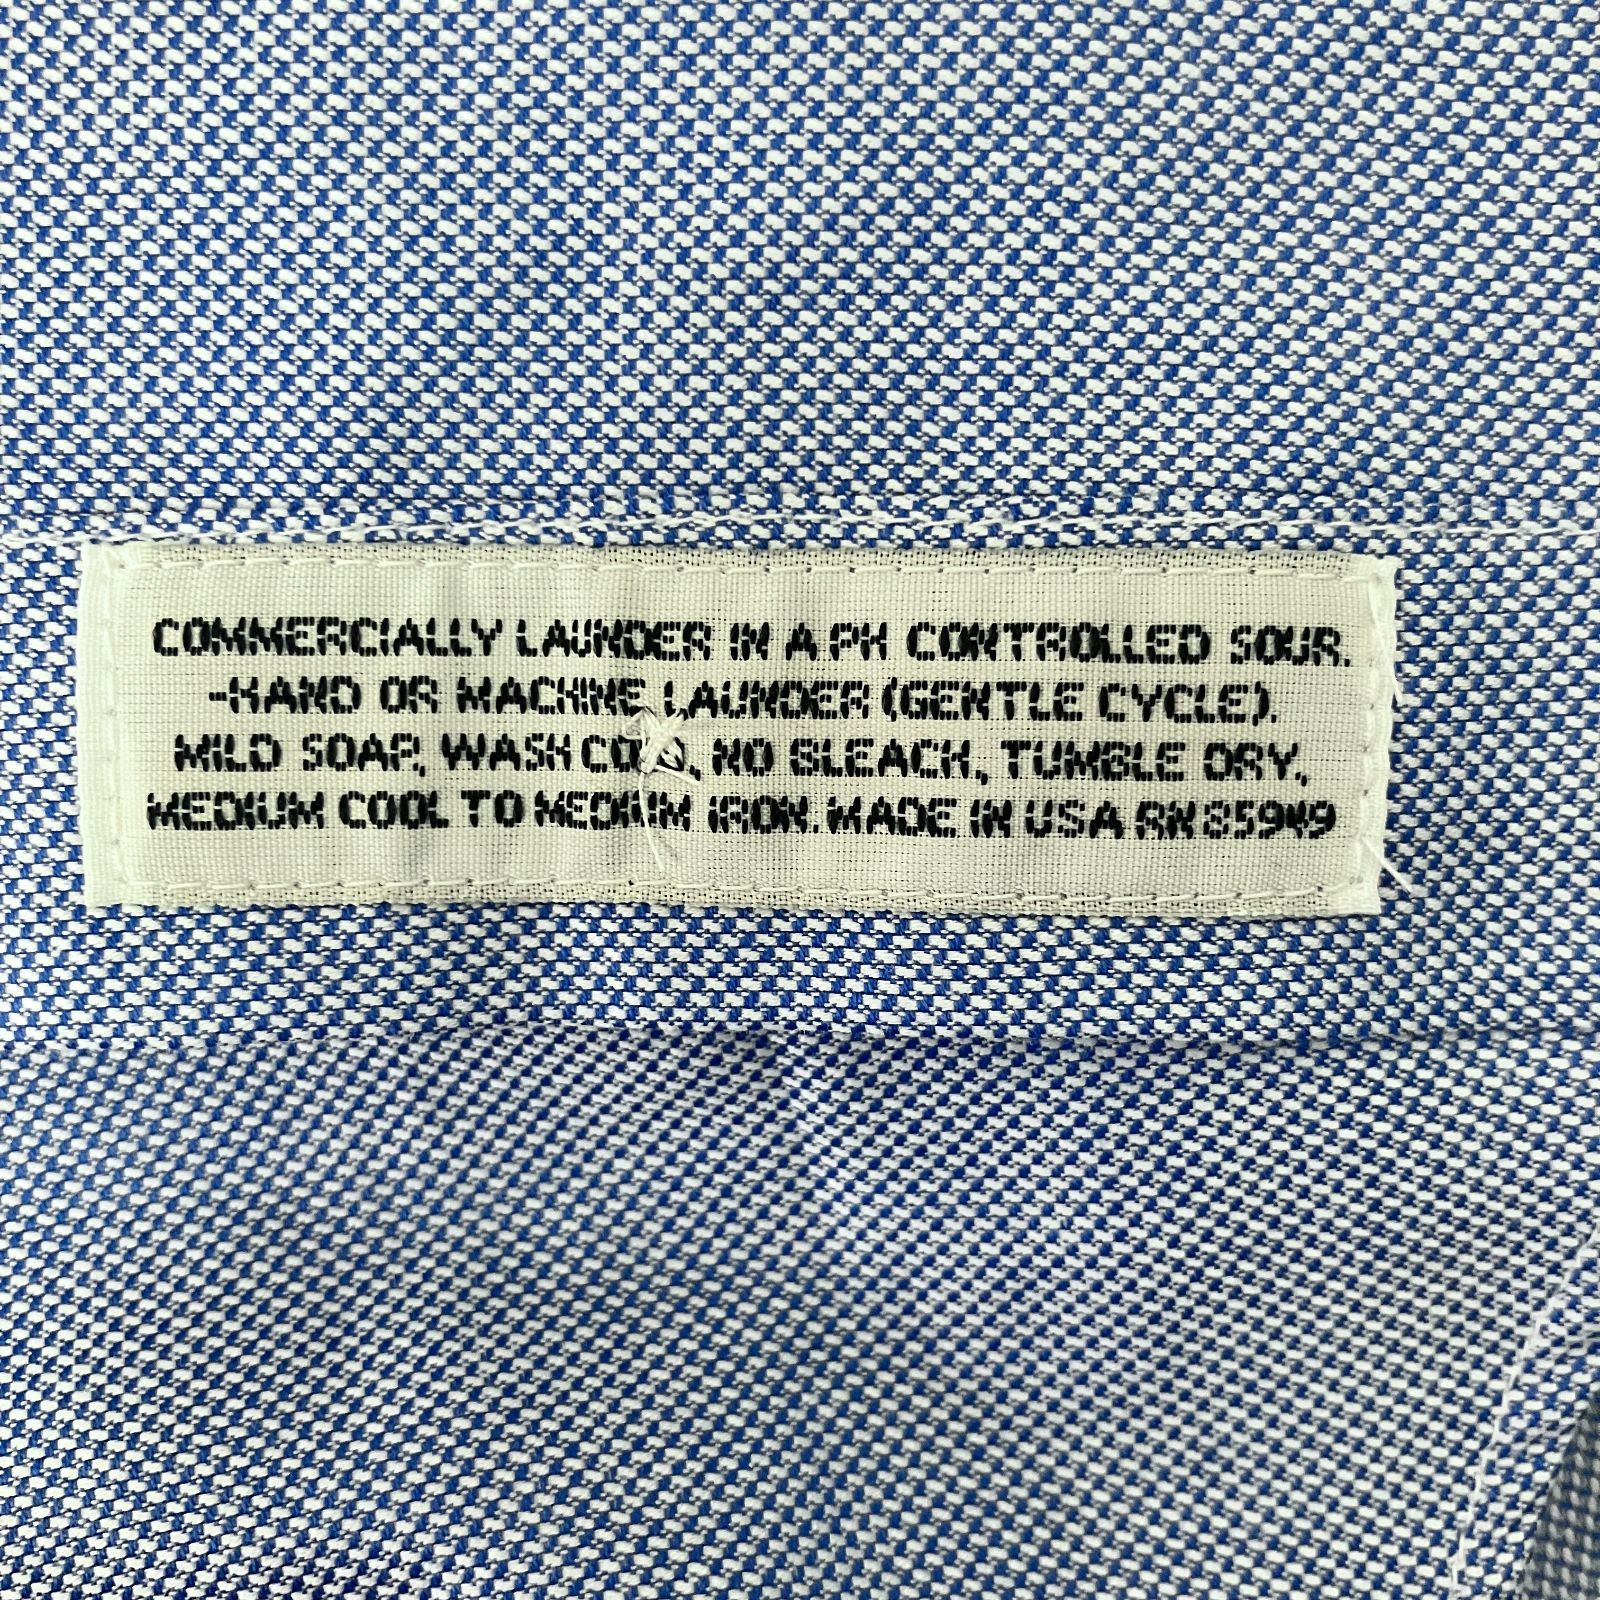 COMMERCIALLY LAUNDER IN A PH CONTROLLED SOUR.
-HAND OR MACHINE LAUNDER (GENTLE CYCLE).
MILD SOAP, WASH COLD, NO BLEACH, TUMBLE DRY,
MEDIUM COOL TO MEDIUM IRON. MADE IN USA RN